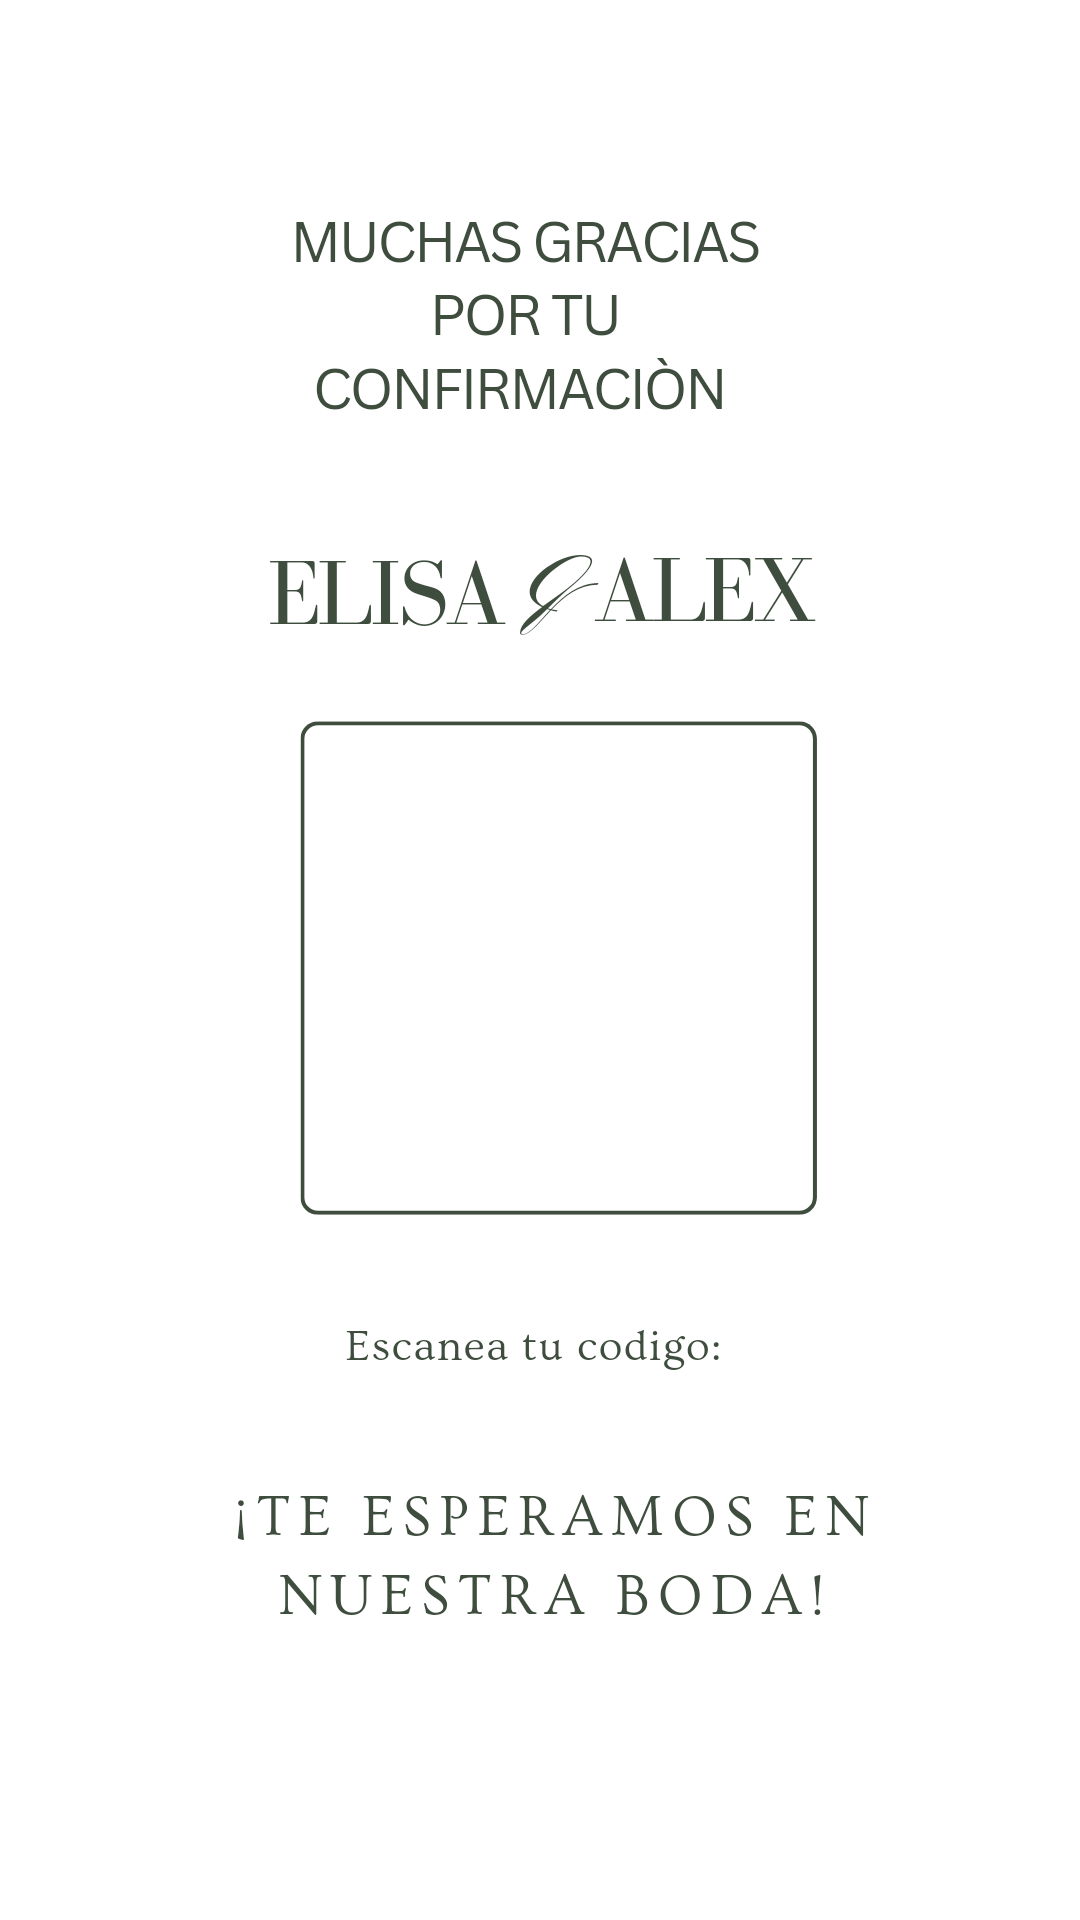 MUCHAS GRACIAS
POR TU
CONFIRMACIÒN
ELISA & ALEX
Escanea tu codigo:
¡TE ESPERAMOS EN
NUESTRA BODA!